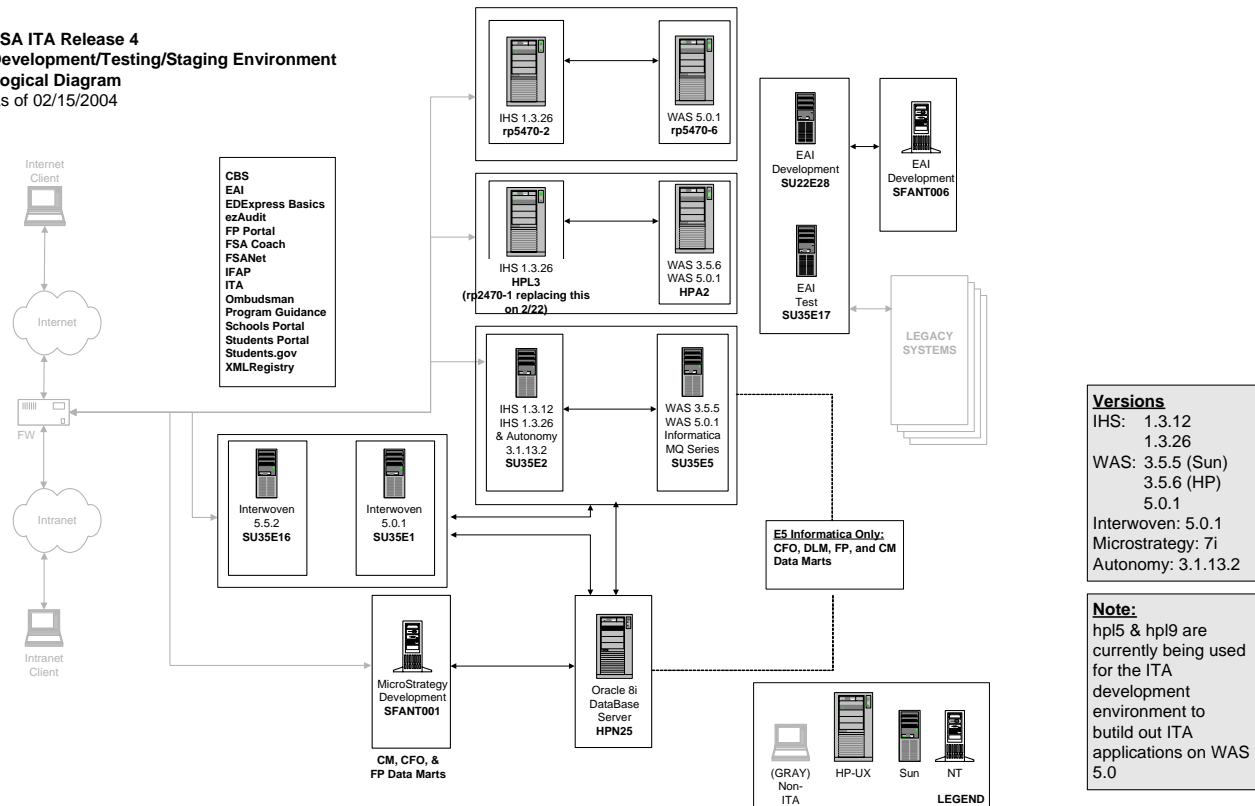 SA ITA Release 4
Development/Testing/Staging Environment
Logical Diagram
as of 02/15/2004
Internet
Client
Internet
FW
Intranet
Intranet
Client
CBS
EAI
EDExpress Basics
ezAudit
FP Portal
FSA Coach
FSANet
IFAP
ITA
Ombudsman
Program Guidance
Schools Portal
Students Portal
Students.gov
XMLRegistry
IHS 1.3.26
rp5470-2
WAS 5.0.1
rp5470-6
IHS 1.3.26
HPL3
(rp2470-1 replacing this
on 2/22)
WAS 3.5.6
WAS 5.0.1
HPA2
IHS 1.3.12
IHS 1.3.26
& Autonomy
3.1.13.2
SU35E2
WAS 3.5.5
WAS 5.0.1
Informatica
MQ Series
SU35E5
EAI
Development
SU22E28
EAI
Development
SFANT006
EAI
Test
SU35E17
LEGACY
SYSTEMS
Interwoven
5.5.2
SU35E16
Interwoven
5.0.1
SU35E1
E5 Informatica Only:
CFO, DLM, FP, and CM
Data Marts
MicroStrategy
Development
SFANT001
CM, CFO, &
FP Data Marts
Oracle 8i
DataBase
Server
HPN25
(GRAY)
Non-
ITA
HP-UX
Sun
NT
LEGEND
Versions
IHS: 1.3.12
1.3.26
WAS: 3.5.5 (Sun)
3.5.6 (HP)
5.0.1
Interwoven: 5.0.1
Microstrategy: 7i
Autonomy: 3.1.13.2
Note:
hpl5 & hpl9 are
currently being used
for the ITA
development
environment to
butild out ITA
applications on WAS
5.0